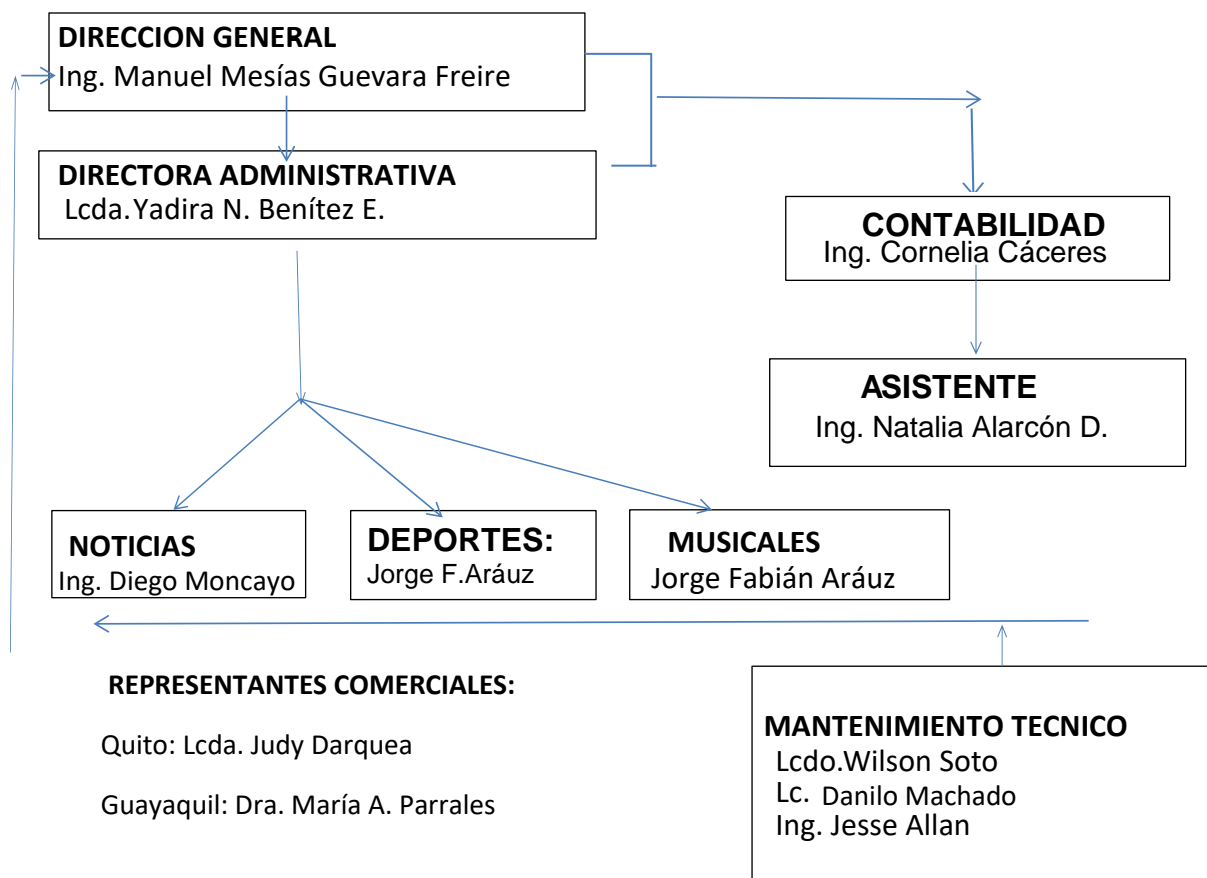 DIRECCION GENERAL
Ing. Manuel Mesías Guevara Freire
DIRECTORA ADMINISTRATIVA
Lcda.Yadira N. Benítez E.
CONTABILIDAD
Ing. Cornelia Cáceres
ASISTENTE
Ing. Natalia Alarcón D.
NOTICIAS
Ing. Diego Moncayo
DEPORTES:
Jorge F.Aráuz
MUSICALES
Jorge Fabián Aráuz
REPRESENTANTES COMERCIALES:
Quito: Lcda. Judy Darquea
Guayaquil: Dra. María A. Parrales
MANTENIMIENTO TECNICO
Lcdo.Wilson Soto
Lc. Danilo Machado
Ing. Jesse Allan